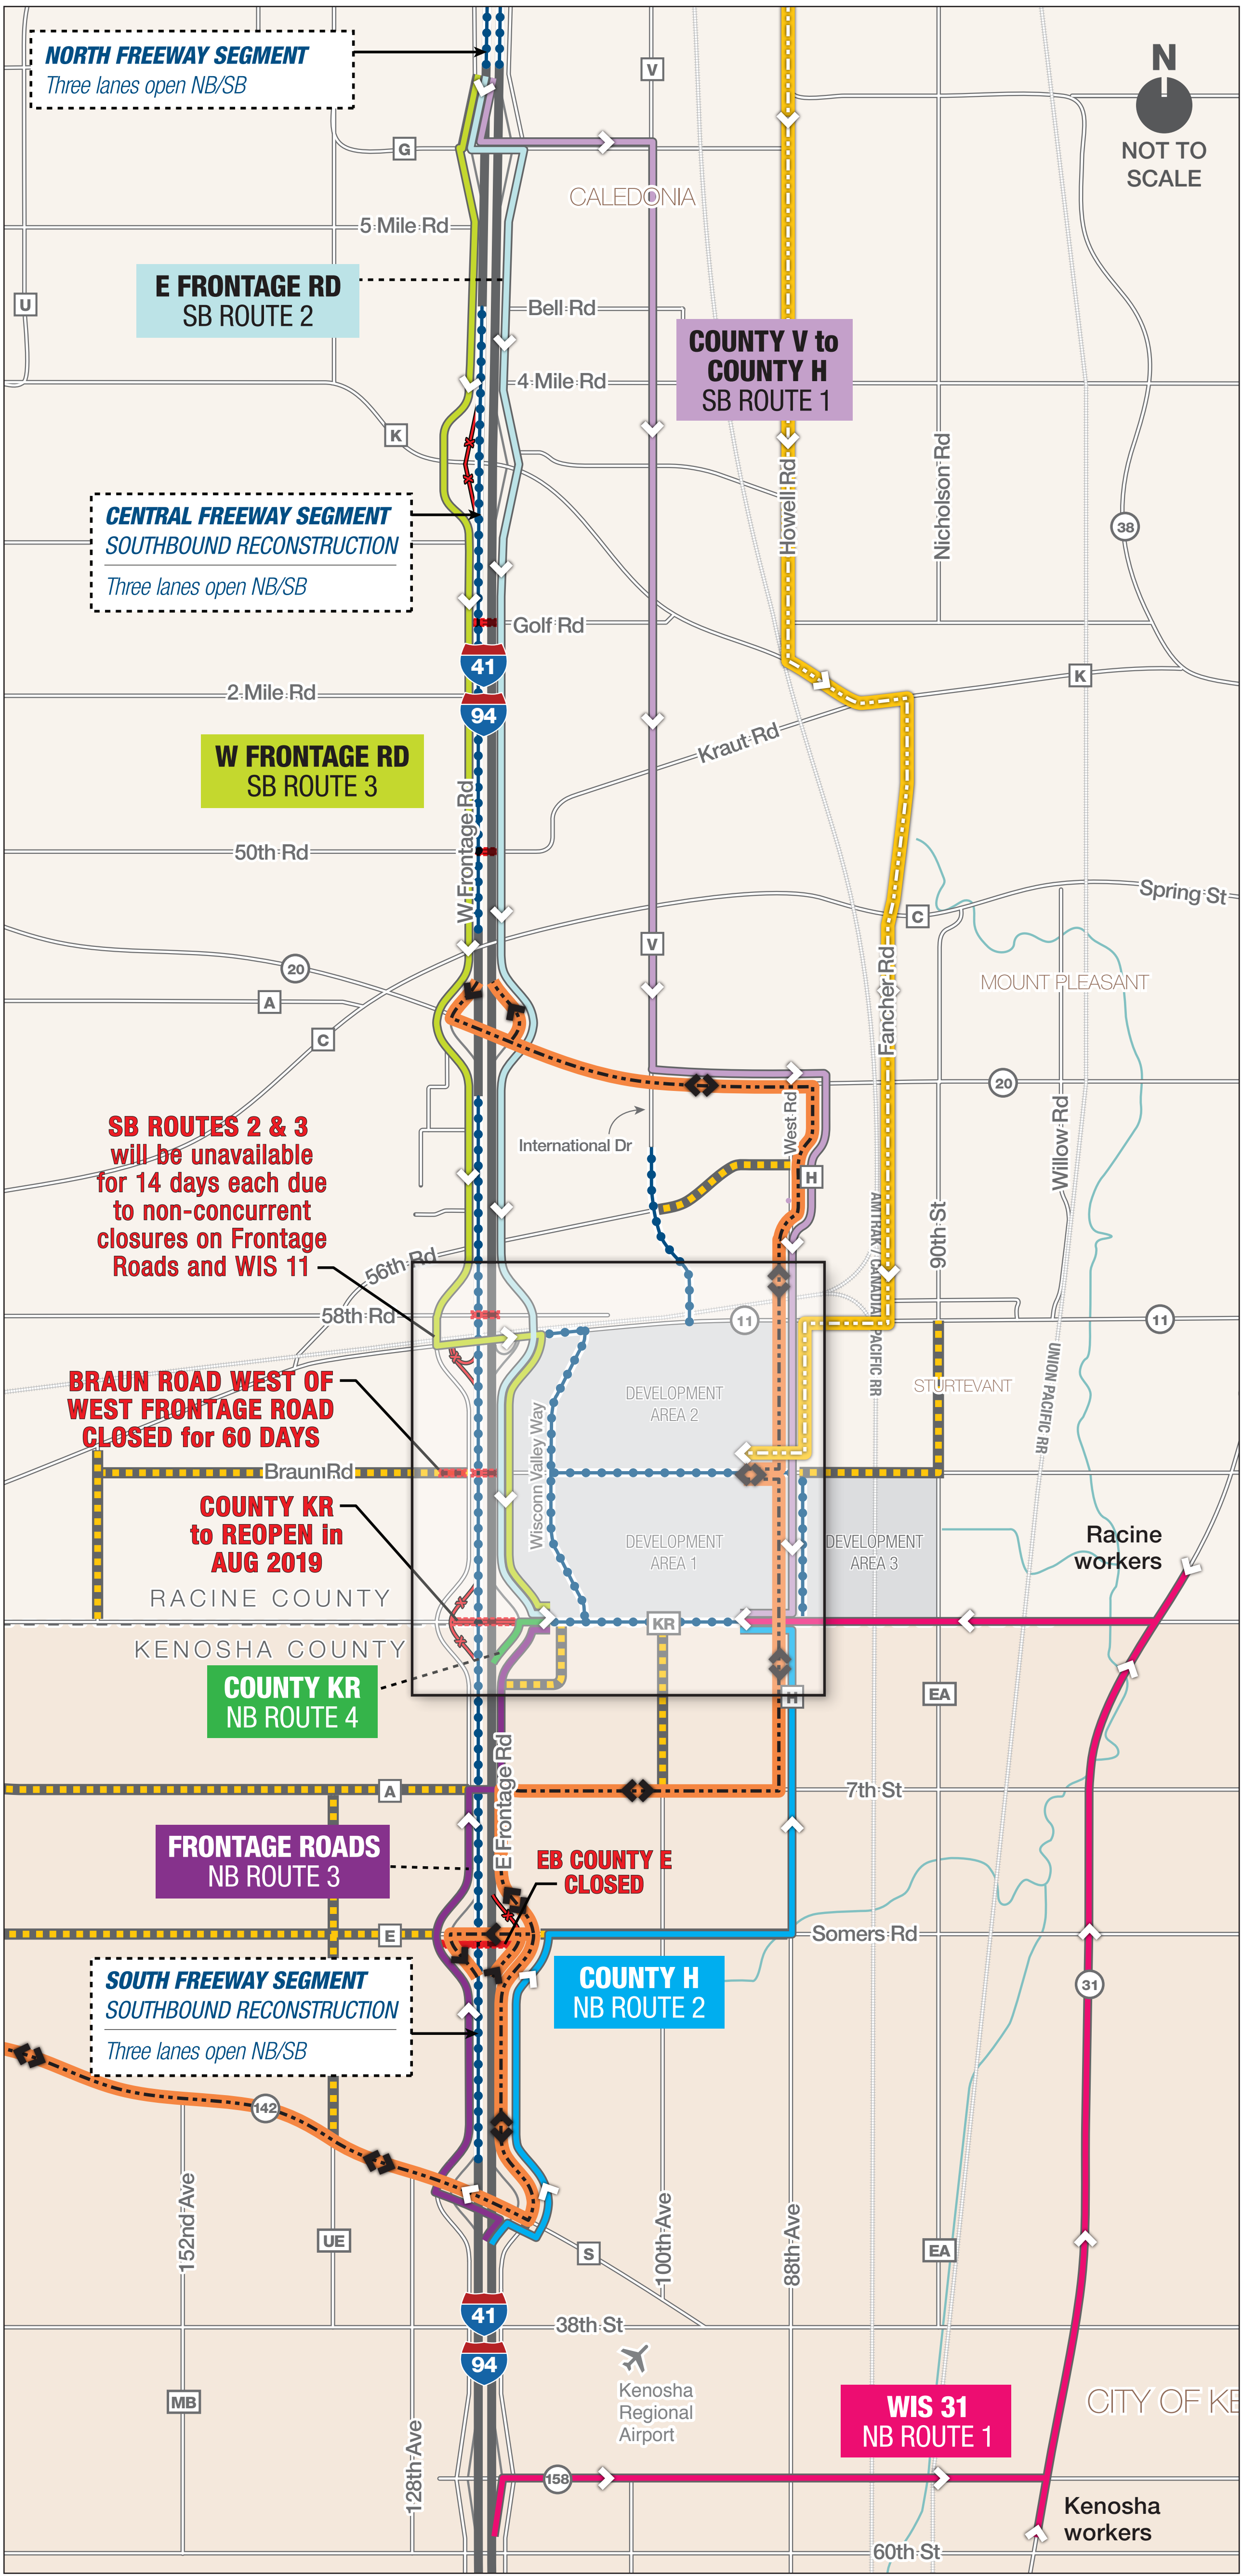 NORTH FREEWAY SEGMENT
Three lanes open NB/SB
V
N
NOT TO
SCALE
G
CALEDONIA
5 Mile Rd
E FRONTAGE RD
SB ROUTE 2
U
Bell Rd
COUNTY V to
COUNTY H
SB ROUTE 1
4 Mile Rd
K
Howell Rd
Nicholson Rd
38
CENTRAL FREEWAY SEGMENT
SOUTHBOUND RECONSTRUCTION
Three lanes open NB/SB
Golf Rd
41
K
2 Mile Rd
94
Kraut Rd
W FRONTAGE RD
SB ROUTE 3
W Frontage Rd
50th Rd
Spring St
C
V
20
A
MOUNT PLEASANT
Fancher Rd
C
20
West Rd
Willow Rd
SB ROUTES 2 & 3
will be unavailable
for 14 days each due
to non-concurrent
closures on Frontage
Roads and WIS 11
International Dr
H
AMTRAK / CANADIAN PACIFIC RR
90th St
56th Rd
58th Rd
11
11
UNION PACIFIC RR
BRAUN ROAD WEST OF
WEST FRONTAGE ROAD
CLOSED for 60 DAYS
DEVELOPMENT
AREA 2
STURTEVANT
Wisconn Valley Way
Braun Rd
COUNTY KR
to REOPEN in
AUG 2019
DEVELOPMENT
AREA 1
DEVELOPMENT
AREA 3
Racine
workers
RACINE COUNTY
KR
KENOSHA COUNTY
COUNTY KR
NB ROUTE 4
H
EA
E Frontage Rd
A
7th St
FRONTAGE ROADS
NB ROUTE 3
EB COUNTY E
CLOSED
E
Somers Rd
SOUTH FREEWAY SEGMENT
SOUTHBOUND RECONSTRUCTION
Three lanes open NB/SB
COUNTY H
NB ROUTE 2
31
142
152nd Ave
UE
S
100th Ave
88th Ave
EA
41
38th St
94
Kenosha
Regional
Airport
MB
WIS 31
NB ROUTE 1
CITY OF KE
128th Ave
158
Kenosha
workers
60th St